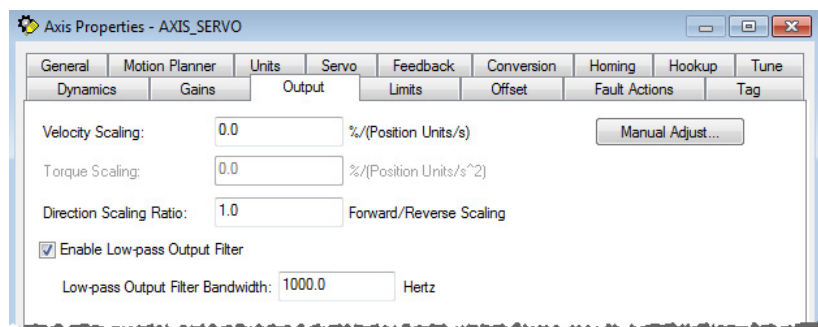 Axis Properties - AXIS_SERVO
General Motion Planner Units Servo Feedback Conversion Homing Hookup Tune
Dynamics Gains Output Limits Offset Fault Actions Tag
Velocity Scaling: 0.0 %/(Position Units/s) Manual Adjust...
Torque Scaling: 0.0 %/(Position Units/s^2)
Direction Scaling Ratio: 1.0 Forward/Reverse Scaling
Enable Low-pass Output Filter
Low-pass Output Filter Bandwidth: 1000.0 Hertz